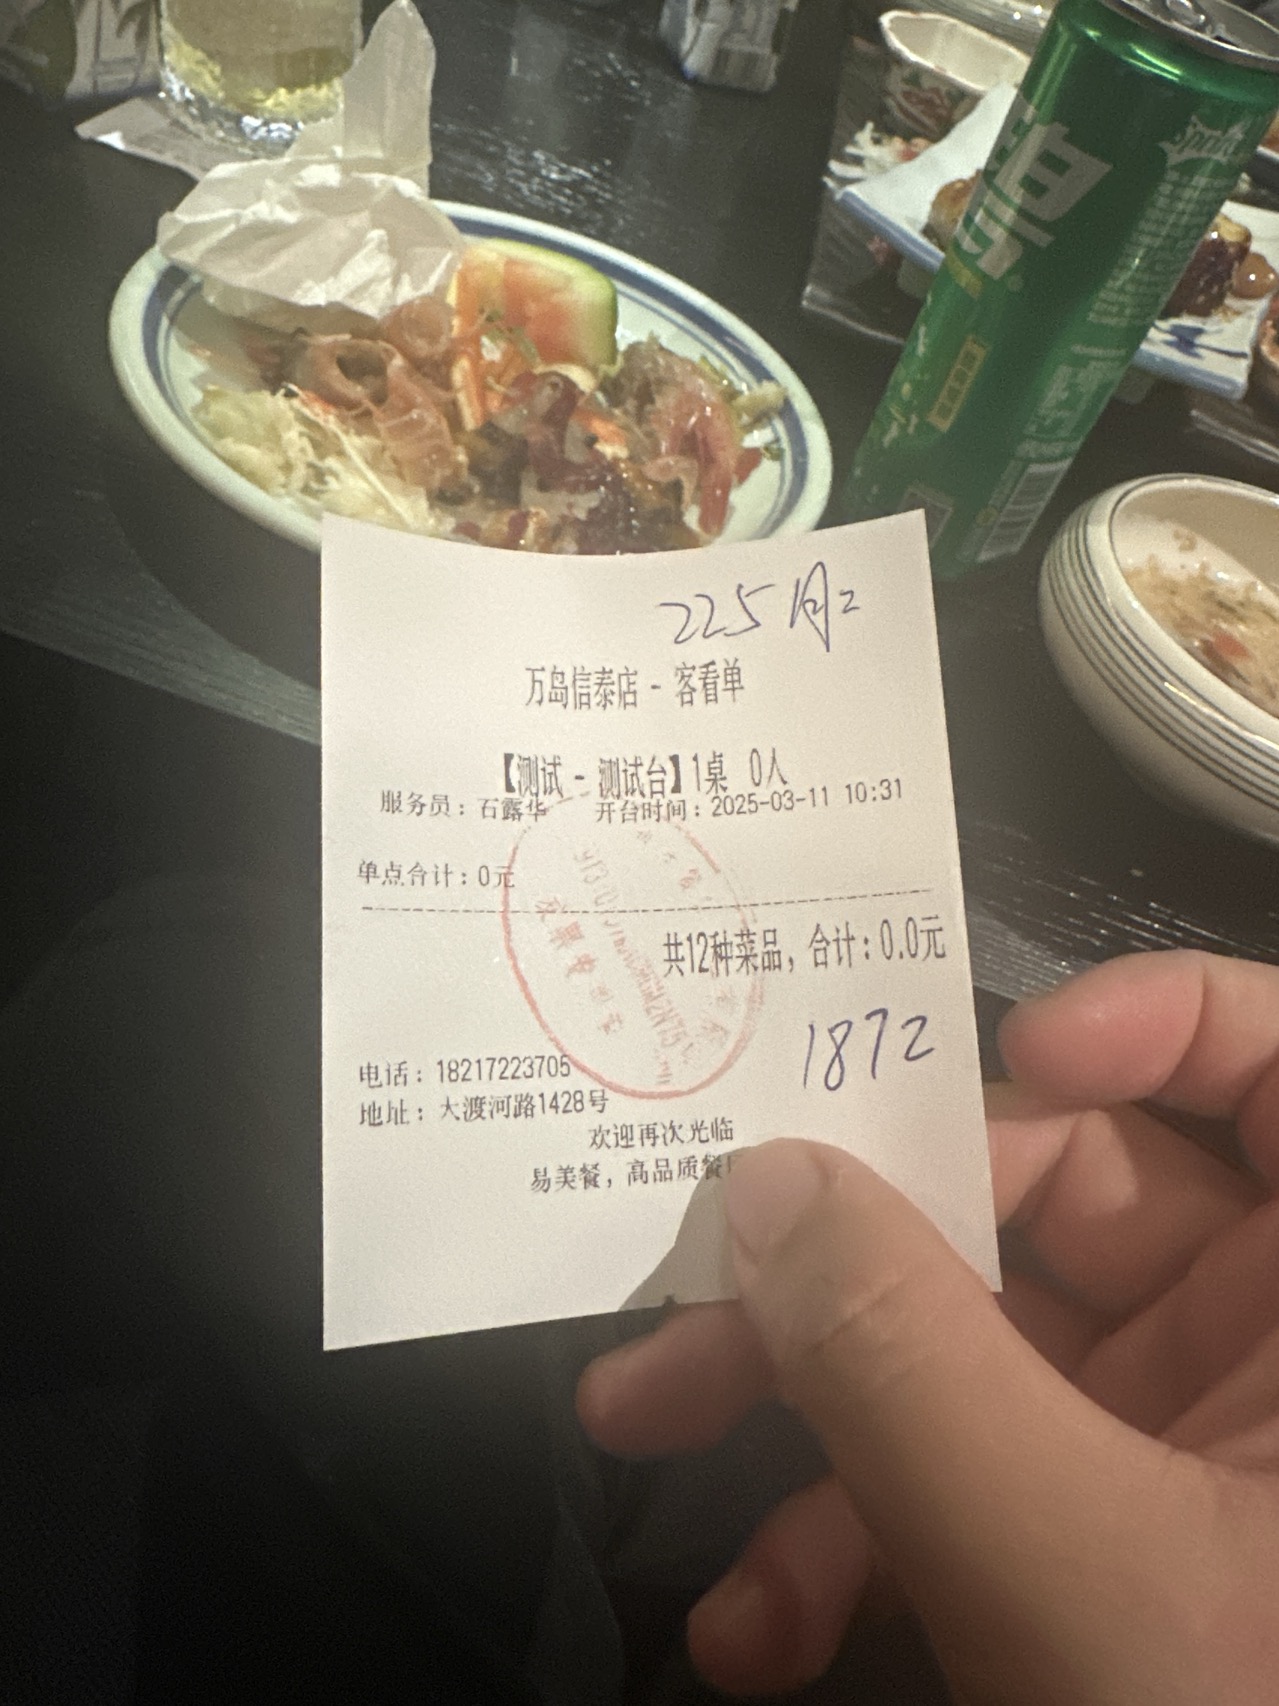 225
万岛信泰店 - 客看单
【测试 - 测试台】1桌 0人
服务员：石露华 开台时间：2025-03-11 10:31
单点合计：0元
共12种菜品，合计：0.0元
1872
电话：18217223705
地址：大渡河路1428号
欢迎再次光临
易美餐，高品质餐
Sprite